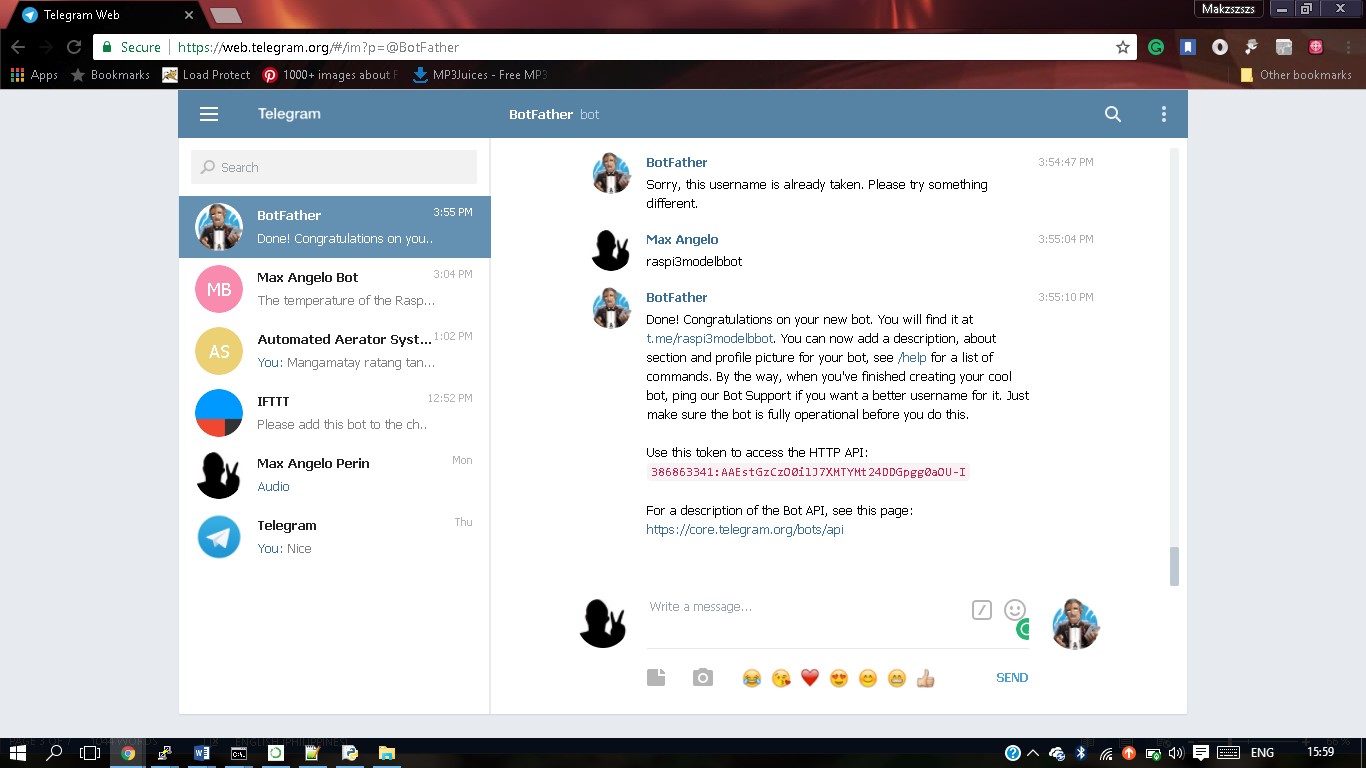 Telegram Web
Makzszszs
Secure https://web.telegram.org/#/im?p=@BotFather
Apps Bookmarks Load Protect 1000+ images about F MP3Juices - Free MP3 Other bookmarks
Telegram
BotFather bot
Search
BotFather 3:55 PM
Done! Congratulations on you..
MB
Max Angelo Bot 3:04 PM
The temperature of the Rasp...
AS
Automated Aerator Syst... 1:02 PM
You: Mangamatay ratang tan...
IFTTT 12:52 PM
Please add this bot to the ch..
Max Angelo Perin Mon
Audio
Telegram Thu
You: Nice
BotFather 3:54:47 PM
Sorry, this username is already taken. Please try something
different.
Max Angelo 3:55:04 PM
raspi3modelbbot
BotFather 3:55:10 PM
Done! Congratulations on your new bot. You will find it at
t.me/raspi3modelbbot. You can now add a description, about
section and profile picture for your bot, see /help for a list of
commands. By the way, when you've finished creating your cool
bot, ping our Bot Support if you want a better username for it. Just
make sure the bot is fully operational before you do this.
Use this token to access the HTTP API:
386863341:AAEstGzCzO0i1J7XMTYMt24DDGpgg0aOU-I
For a description of the Bot API, see this page:
https://core.telegram.org/bots/api
Write a message...
SEND
ENG 15:59